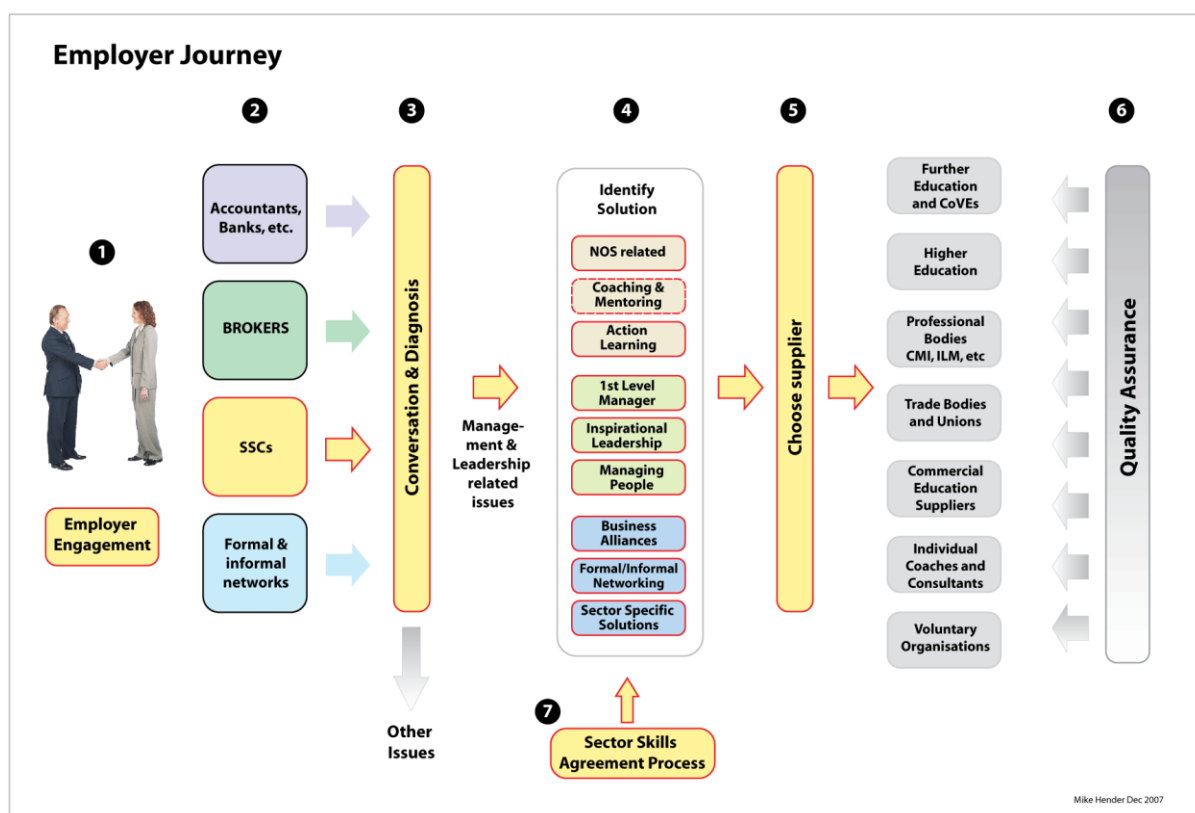 Employer Journey
1
Employer
Engagement
2
Accountants,
Banks, etc.
BROKERS
SSCs
Formal &
informal
networks
3
Conversation & Diagnosis
Manage-
ment &
Leadership
related
issues
Other
Issues
4
Identify
Solution
NOS related
Coaching &
Mentoring
Action
Learning
1st Level
Manager
Inspirational
Leadership
Managing
People
Business
Alliances
Formal/Informal
Networking
Sector Specific
Solutions
7
Sector Skills
Agreement Process
5
Choose supplier
Further
Education
and CoVEs
Higher
Education
Professional
Bodies
CMI, ILM, etc
Trade Bodies
and Unions
Commercial
Education
Suppliers
Individual
Coaches and
Consultants
Voluntary
Organisations
6
Quality Assurance
Mike Hender Dec 2007